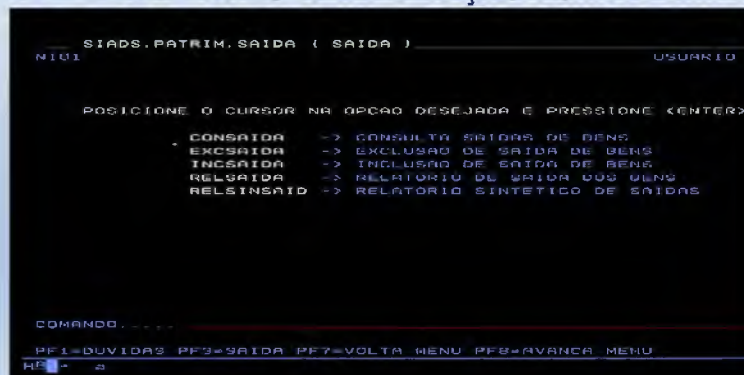 SIADS.PATRIM.SAIDA ( SAIDA )
NI01 USUARIO
POSICIONE O CURSOR NA OPCAO DESEJADA E PRESSIONE <ENTER>
CONSAIDA -> CONSULTA SAIDAS DE BENS
EXCSAIDA -> EXCLUSAO DE SAIDA DE BENS
INCSAIDA -> INCLUSAO DE SAIDA DE BENS
RELSAIDA -> RELATORIO DE SAIDA DOS BENS
RELSINSAID -> RELATORIO SINTETICO DE SAIDAS
COMANDO.....
PF1=DUVIDAS PF3=SAIDA PF7=VOLTA MENU PF8=AVANCA MENU